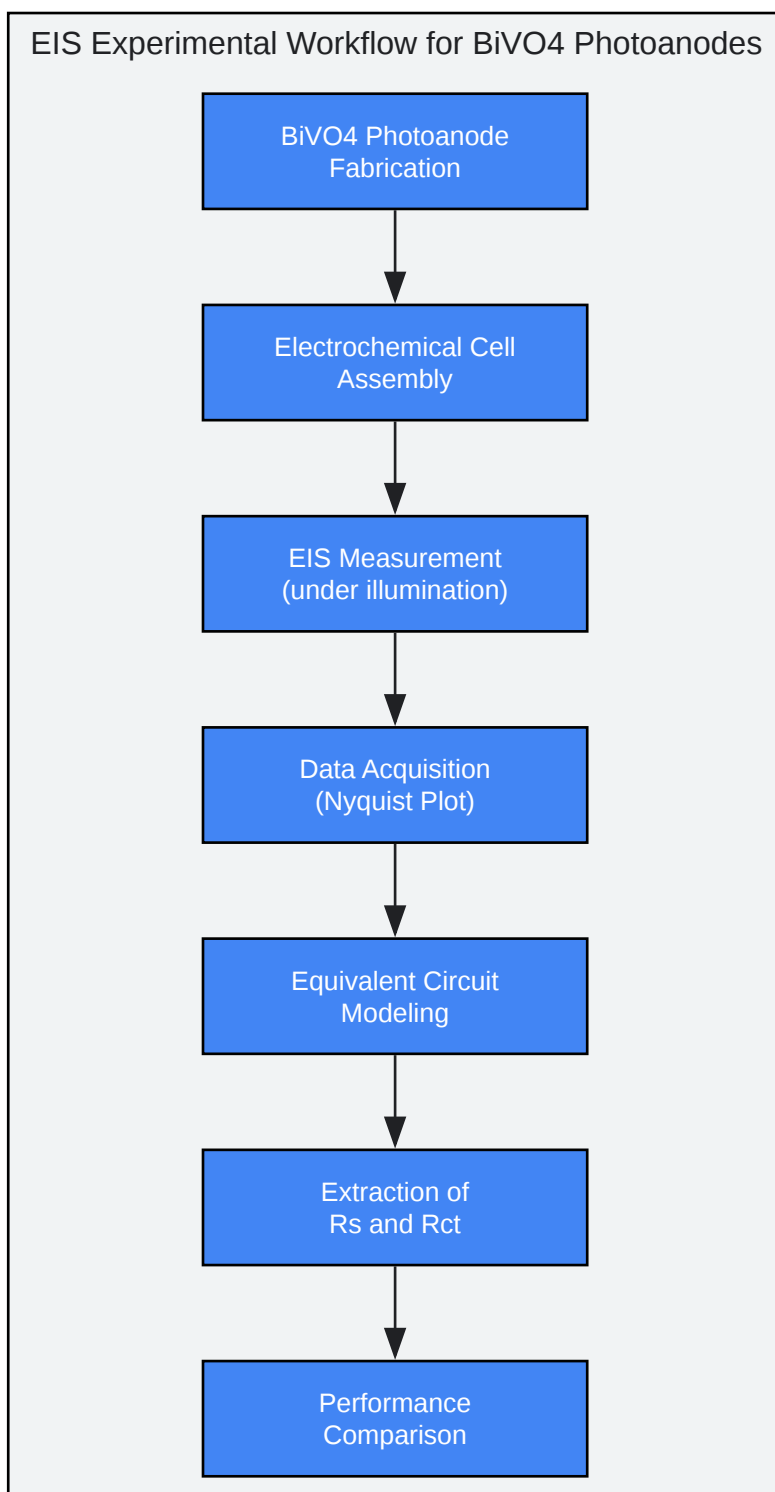 EIS Experimental Workflow for BiVO4 Photoanodes
BiVO4 Photoanode
Fabrication
Electrochemical Cell
Assembly
EIS Measurement
(under illumination)
Data Acquisition
(Nyquist Plot)
Equivalent Circuit
Modeling
Extraction of
Rs and Rct
Performance
Comparison